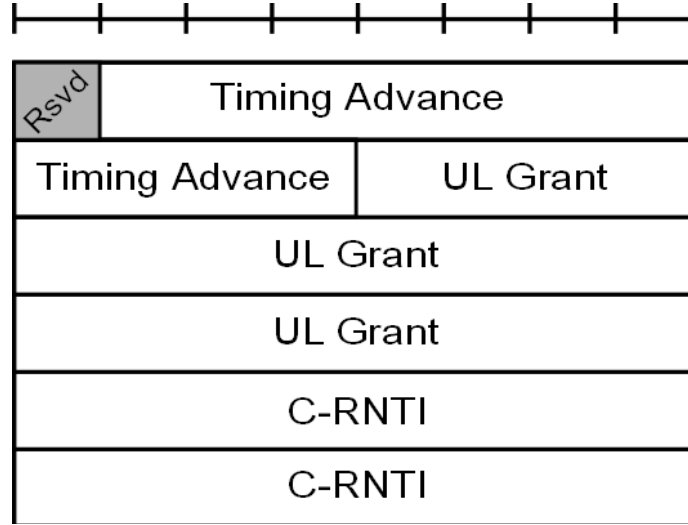 Rsvd Timing Advance
Timing Advance UL Grant
UL Grant
UL Grant
C-RNTI
C-RNTI